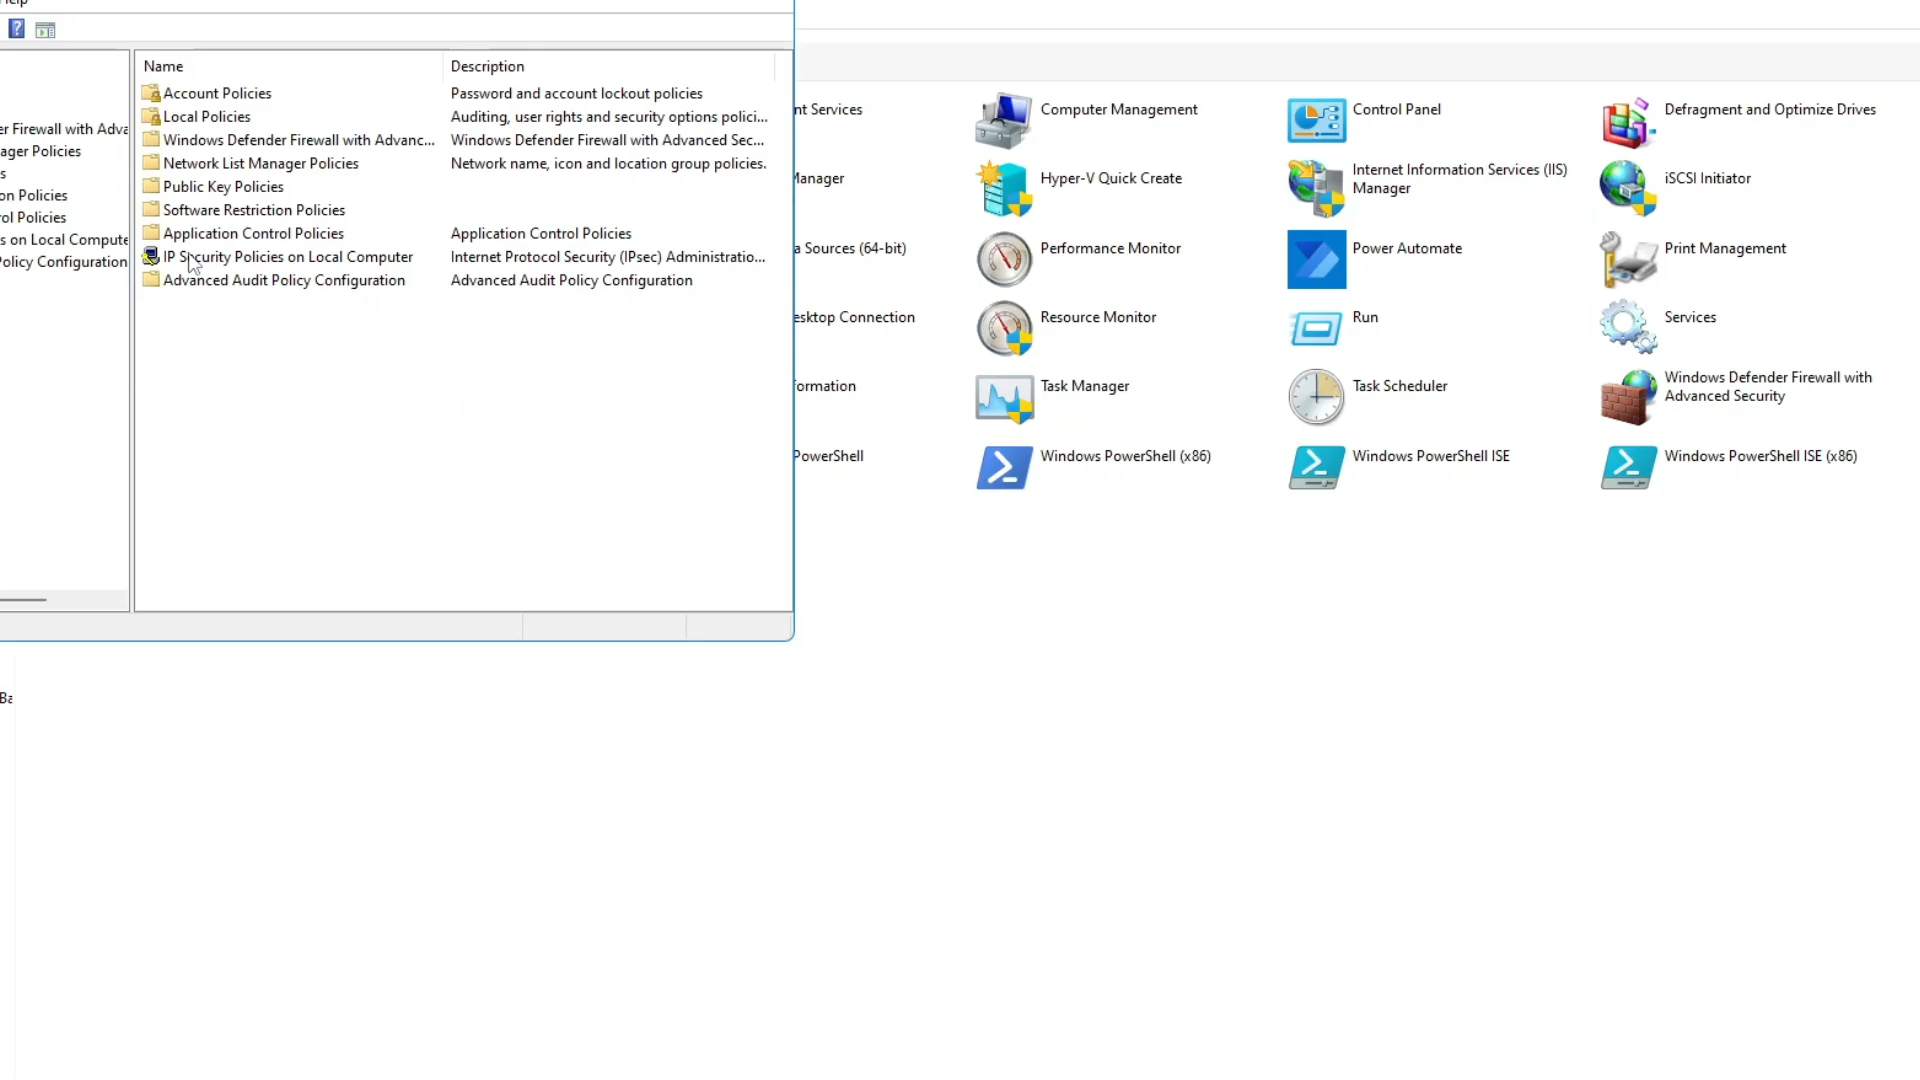 Help
Name Description
Account Policies Password and account lockout policies
Local Policies Auditing, user rights and security options polici...
Windows Defender Firewall with Advanc... Windows Defender Firewall with Advanced Sec...
Network List Manager Policies Network name, icon and location group policies.
Public Key Policies
Software Restriction Policies
Application Control Policies Application Control Policies
IP Security Policies on Local Computer Internet Protocol Security (IPsec) Administratio...
Advanced Audit Policy Configuration Advanced Audit Policy Configuration
er Firewall with Adva
ager Policies
s
on Policies
rol Policies
s on Local Compute
Policy Configuration
Ba
nt Services
Computer Management
Control Panel
Defragment and Optimize Drives
Manager
Hyper-V Quick Create
Internet Information Services (IIS)
Manager
iSCSI Initiator
a Sources (64-bit)
Performance Monitor
Power Automate
Print Management
esktop Connection
Resource Monitor
Run
Services
formation
Task Manager
Task Scheduler
Windows Defender Firewall with
Advanced Security
PowerShell
Windows PowerShell (x86)
Windows PowerShell ISE
Windows PowerShell ISE (x86)